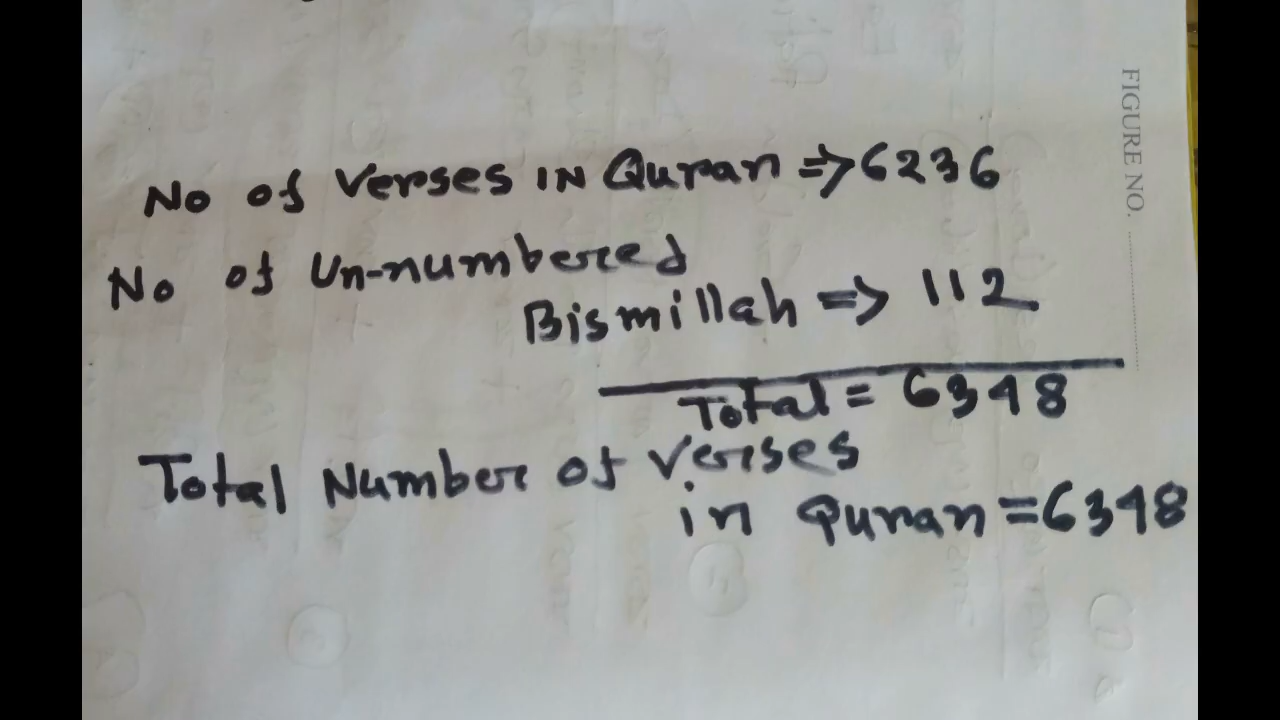 No of Verses in Quran => 6236
No of Un-numbered
Bismillah => 112
Total = 6348
Total Number of Verses
in Quran = 6348
FIGURE NO.